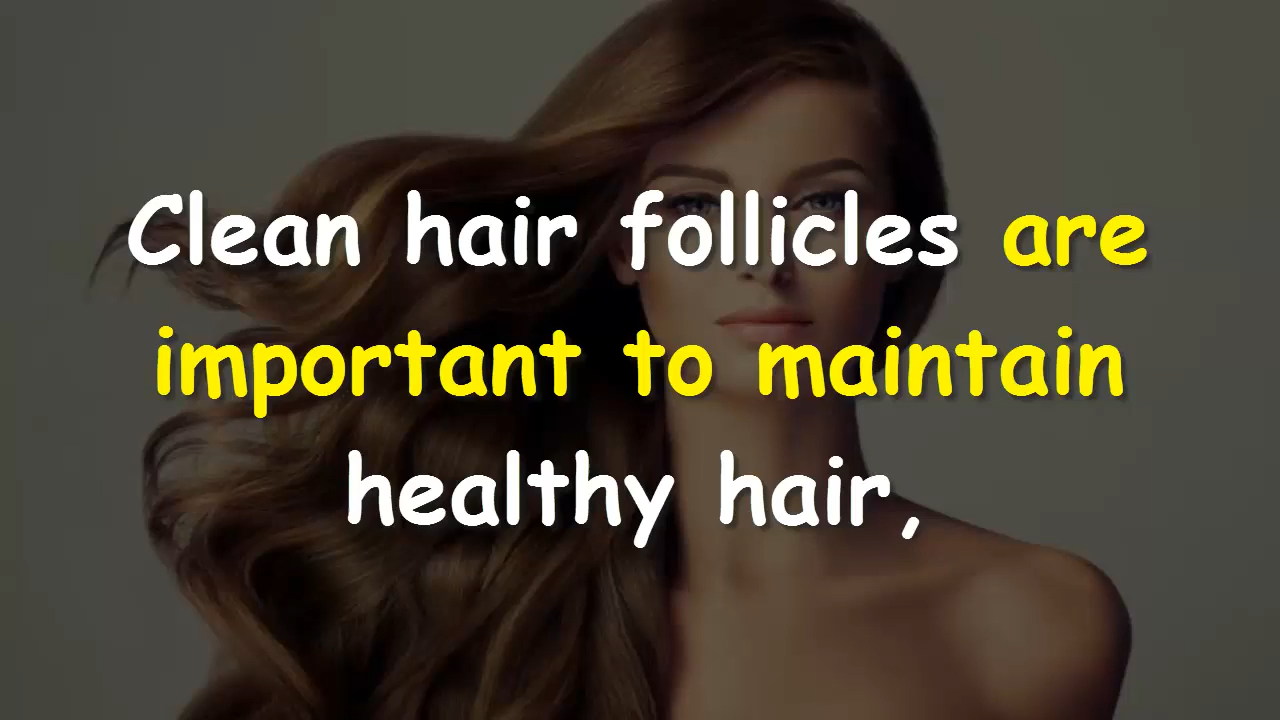 Clean hair follicles are
important to maintain
healthy hair,